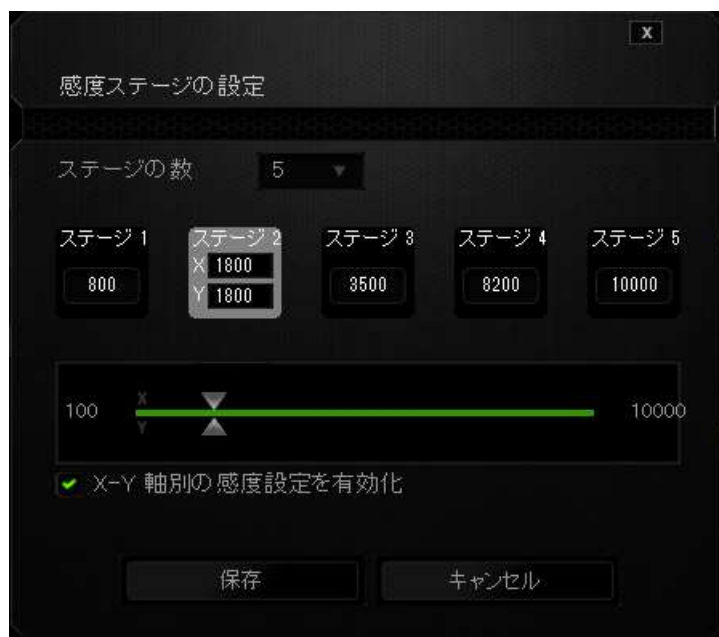 X
感度ステージの設定
ステージの数 5
ステージ 1 ステージ 2 ステージ 3 ステージ 4 ステージ 5
800 X 1800 3500 8200 10000
Y 1800
X
100 10000
Y
X-Y 軸別の感度設定を有効化
保存 キャンセル